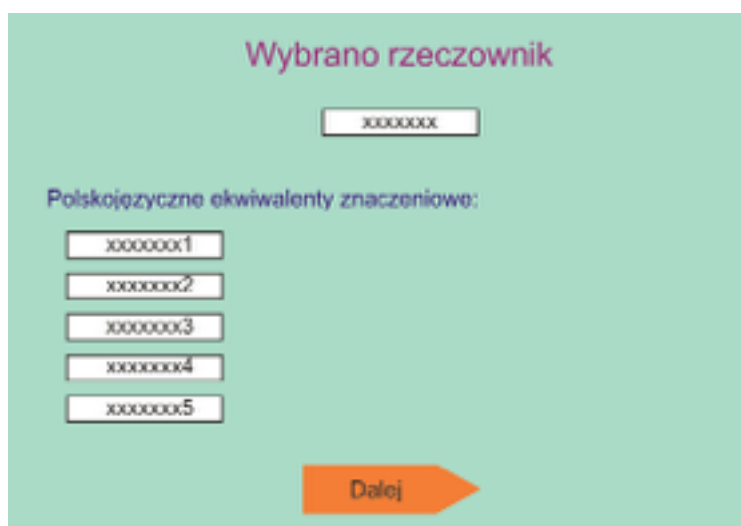 Wybrano rzeczownik
xxxxxxx
Polskojęzyczne ekwiwalenty znaczeniowe:
xxxxxxx1
xxxxxxx2
xxxxxxx3
xxxxxxx4
xxxxxxx5
Dalej